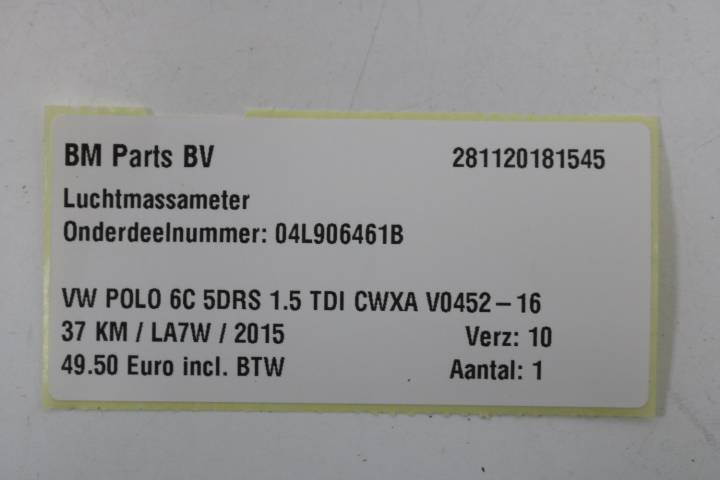 BM Parts BV 281120181545
Luchtmassameter
Onderdeelnummer: 04L906461B
VW POLO 6C 5DRS 1.5 TDI CWXA V0452 – 16
37 KM / LA7W / 2015 Verz: 10
49.50 Euro incl. BTW Aantal: 1